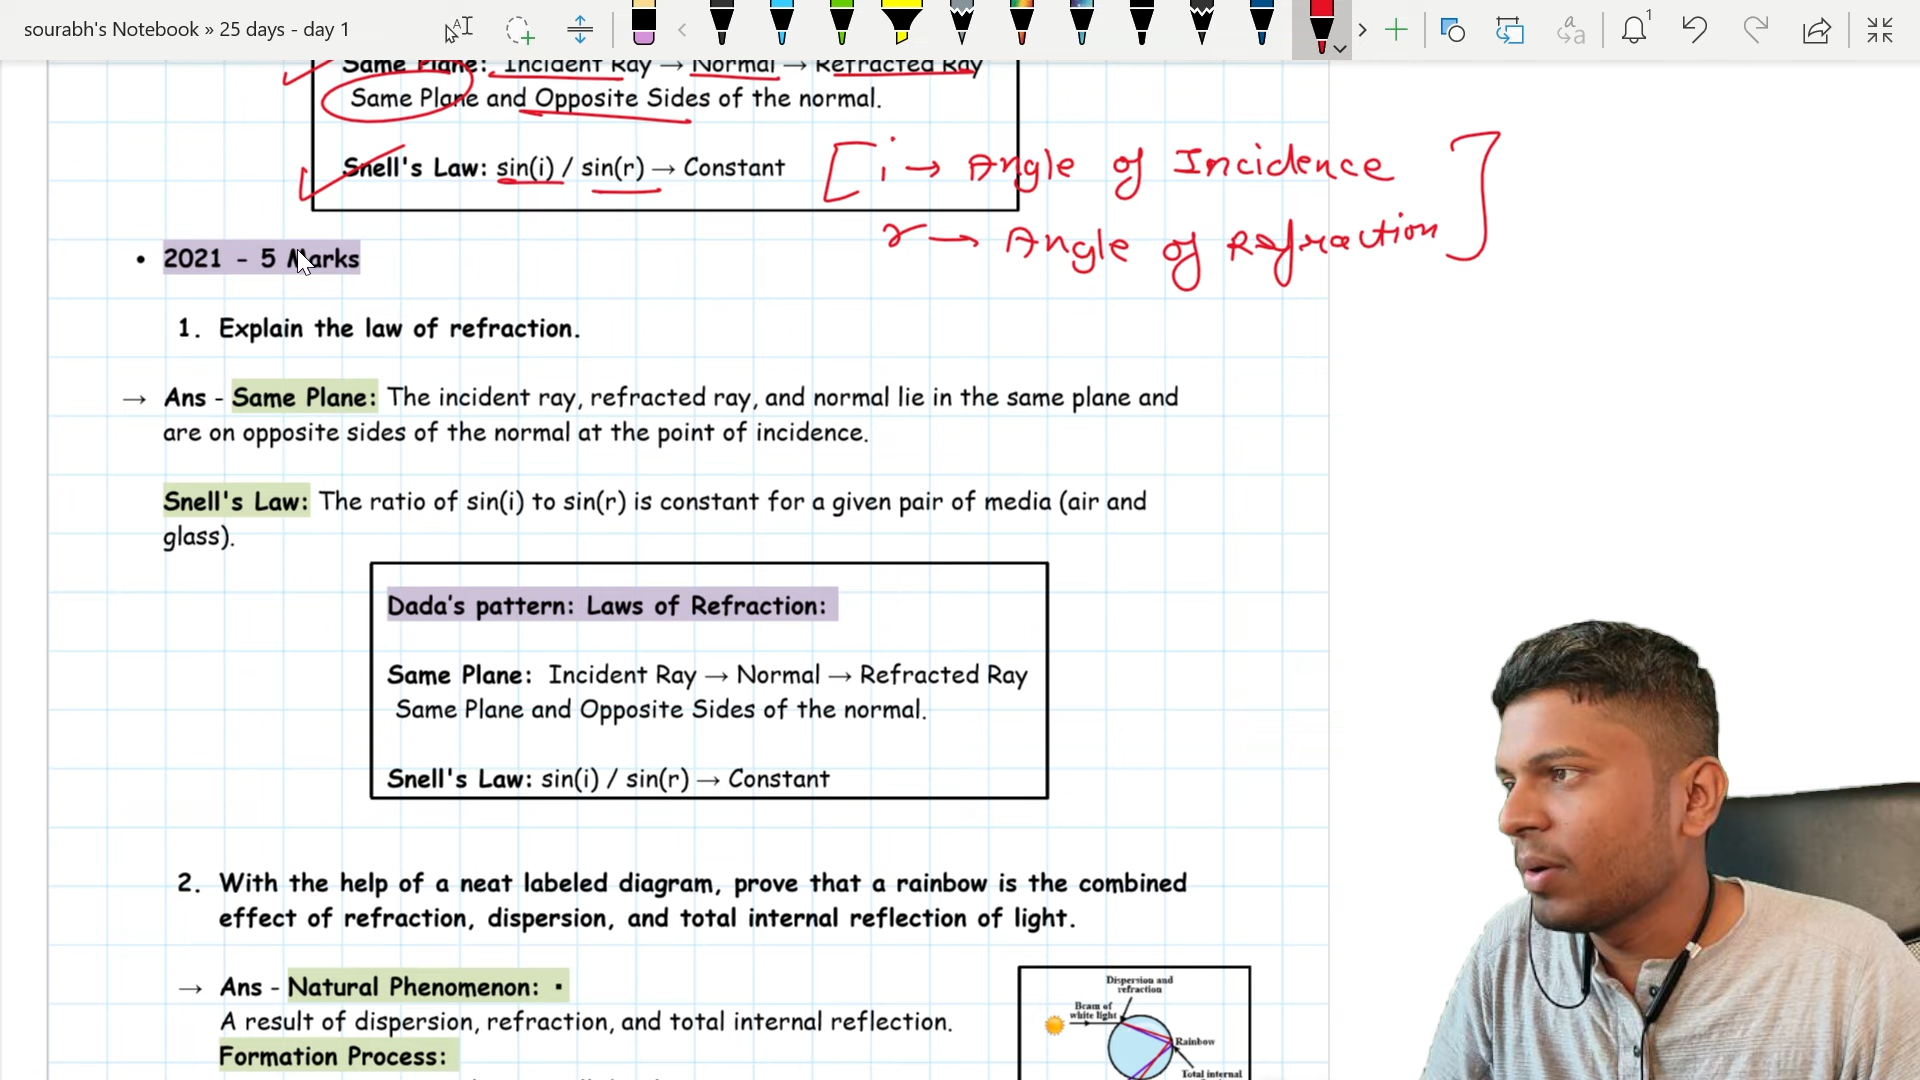 sourabh's Notebook » 25 days - day 1
Same Plane: Incident Ray → Normal → Refracted Ray
Same Plane and Opposite Sides of the normal.
Snell's Law: sin(i) / sin(r) → Constant
[i → Angle of Incidence
r → Angle of Refraction]
• 2021 - 5 Marks
1. Explain the law of refraction.
→ Ans - Same Plane: The incident ray, refracted ray, and normal lie in the same plane and
are on opposite sides of the normal at the point of incidence.
Snell's Law: The ratio of sin(i) to sin(r) is constant for a given pair of media (air and
glass).
Dada's pattern: Laws of Refraction:
Same Plane: Incident Ray → Normal → Refracted Ray
Same Plane and Opposite Sides of the normal.
Snell's Law: sin(i) / sin(r) → Constant
2. With the help of a neat labeled diagram, prove that a rainbow is the combined
effect of refraction, dispersion, and total internal reflection of light.
→ Ans - Natural Phenomenon: ▪
A result of dispersion, refraction, and total internal reflection.
Formation Process:
Dispersion and
refraction
Beam of
white light
Rainbow
Total internal